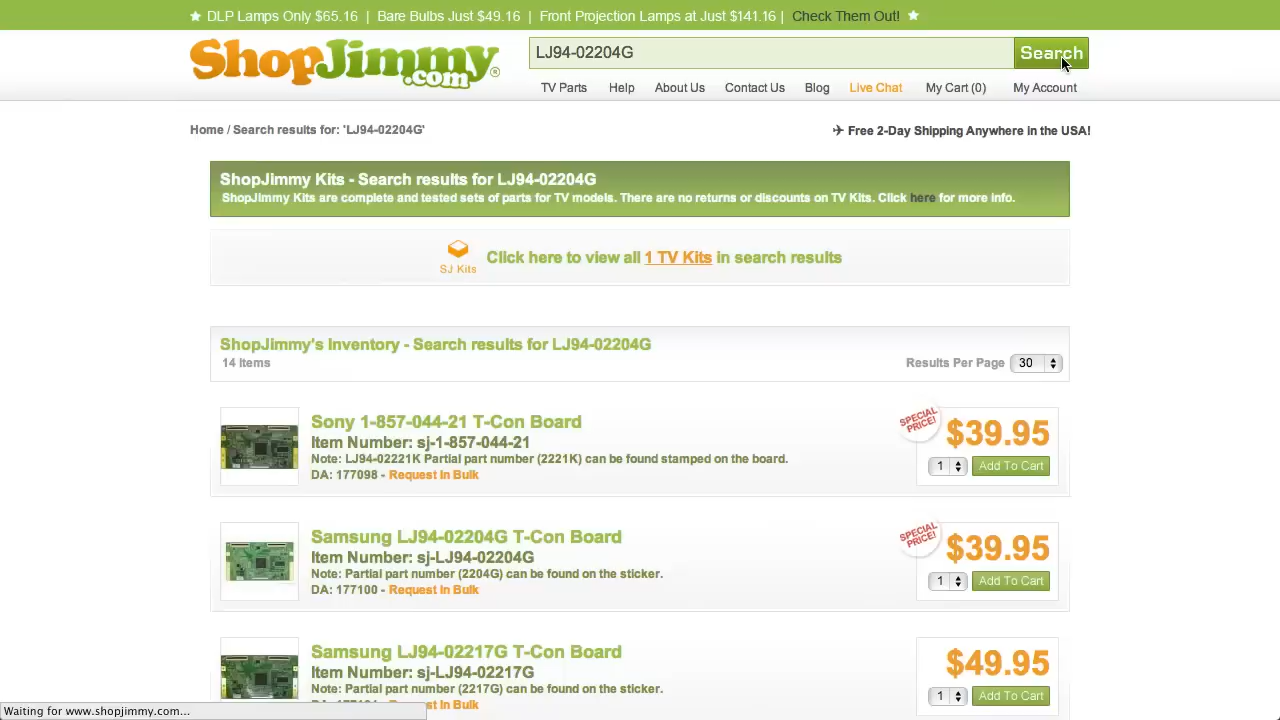 DLP Lamps Only $65.16 | Bare Bulbs Just $49.16 | Front Projection Lamps at Just $141.16 | Check Them Out!
ShopJimmy.com®
LJ94-02204G
Search
TV Parts Help About Us Contact Us Blog Live Chat My Cart (0) My Account
Home / Search results for: 'LJ94-02204G'
Free 2-Day Shipping Anywhere in the USA!
ShopJimmy Kits - Search results for LJ94-02204G
ShopJimmy Kits are complete and tested sets of parts for TV models. There are no returns or discounts on TV Kits. Click here for more info.
SJ Kits
Click here to view all 1 TV Kits in search results
ShopJimmy's Inventory - Search results for LJ94-02204G
14 Items
Results Per Page 30
Sony 1-857-044-21 T-Con Board
Item Number: sj-1-857-044-21
Note: LJ94-02221K Partial part number (2221K) can be found stamped on the board.
DA: 177098 - Request In Bulk
SPECIAL PRICE!
$39.95
1 Add To Cart
Samsung LJ94-02204G T-Con Board
Item Number: sj-LJ94-02204G
Note: Partial part number (2204G) can be found on the sticker.
DA: 177100 - Request In Bulk
SPECIAL PRICE!
$39.95
1 Add To Cart
Samsung LJ94-02217G T-Con Board
Item Number: sj-LJ94-02217G
Note: Partial part number (2217G) can be found on the sticker.
In Bulk
$49.95
1 Add To Cart
Waiting for www.shopjimmy.com...